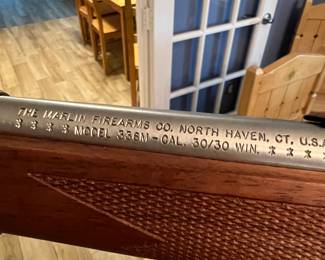 THE MARLIN FIREARMS CO. NORTH HAVEN, CT. U.S.
MODEL 336M - CAL. 30/30 WIN.